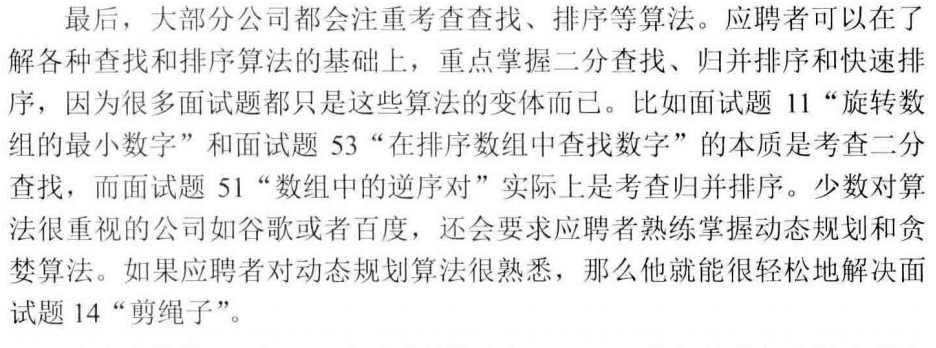 最后，大部分公司都会注重考查查找、排序等算法。应聘者可以在了
解各种查找和排序算法的基础上，重点掌握二分查找、归并排序和快速排
序，因为很多面试题都只是这些算法的变体而已。比如面试题 11“旋转数
组的最小数字”和面试题 53“在排序数组中查找数字”的本质是考查二分
查找，而面试题 51“数组中的逆序对”实际上是考查归并排序。少数对算
法很重视的公司如谷歌或者百度，还会要求应聘者熟练掌握动态规划和贪
婪算法。如果应聘者对动态规划算法很熟悉，那么他就能很轻松地解决面
试题 14“剪绳子”。